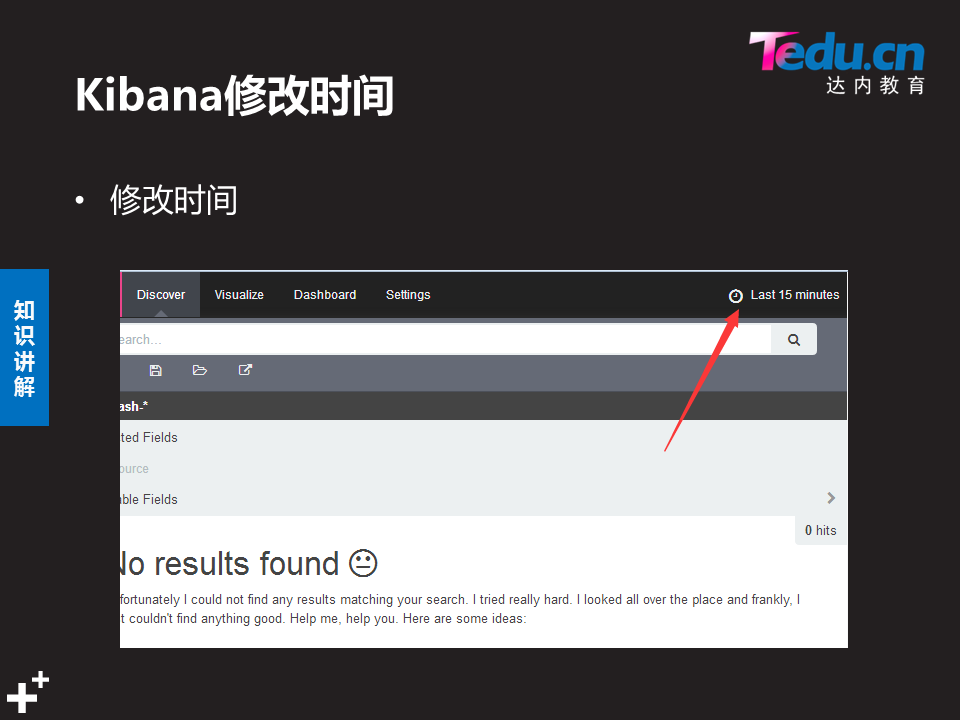 Tedu.cn
达内教育
Kibana修改时间
• 修改时间
知识讲解
Discover Visualize Dashboard Settings Last 15 minutes
earch...
ash-*
ted Fields
ource
ble Fields
0 hits
No results found
fortunately I could not find any results matching your search. I tried really hard. I looked all over the place and frankly, I
t couldn't find anything good. Help me, help you. Here are some ideas: